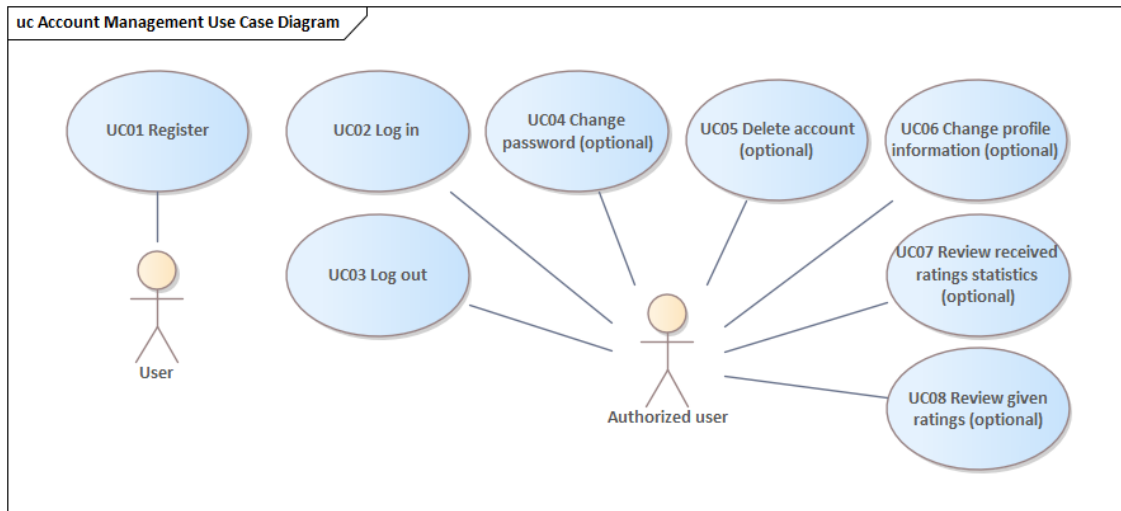 uc Account Management Use Case Diagram
UC01 Register
UC02 Log in
UC04 Change
password (optional)
UC05 Delete account
(optional)
UC06 Change profile
information (optional)
UC03 Log out
UC07 Review received
ratings statistics
(optional)
User
Authorized user
UC08 Review given
ratings (optional)